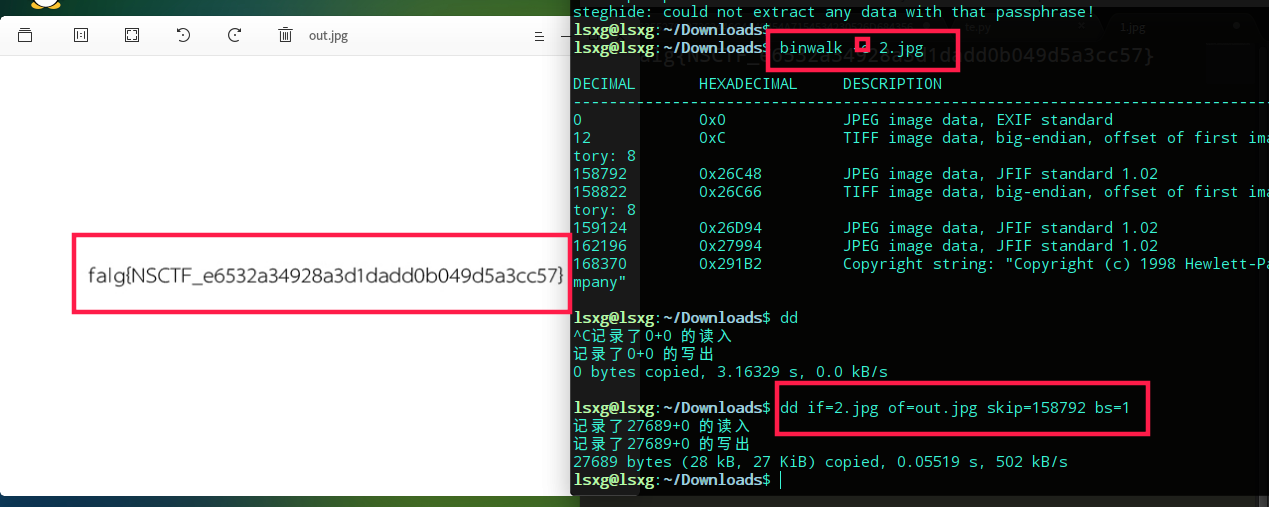 out.jpg
falg{NSCTF_e6532a34928a3d1dadd0b049d5a3cc57}
steghide: could not extract any data with that passphrase!
lsxg@lsxg:~/Downloads$
lsxg@lsxg:~/Downloads$ binwalk 2.jpg
DECIMAL HEXADECIMAL DESCRIPTION
--------------------------------------------------------------------------------
0 0x0 JPEG image data, EXIF standard
12 0xC TIFF image data, big-endian, offset of first ima
tory: 8
158792 0x26C48 JPEG image data, JFIF standard 1.02
158822 0x26C66 TIFF image data, big-endian, offset of first ima
tory: 8
159124 0x26D94 JPEG image data, JFIF standard 1.02
162196 0x27994 JPEG image data, JFIF standard 1.02
168370 0x291B2 Copyright string: "Copyright (c) 1998 Hewlett-Pa
mpany"
lsxg@lsxg:~/Downloads$ dd
^C记录了0+0 的读入
记录了0+0 的写出
0 bytes copied, 3.16329 s, 0.0 kB/s
lsxg@lsxg:~/Downloads$ dd if=2.jpg of=out.jpg skip=158792 bs=1
记录了27689+0 的读入
记录了27689+0 的写出
27689 bytes (28 kB, 27 KiB) copied, 0.05519 s, 502 kB/s
lsxg@lsxg:~/Downloads$